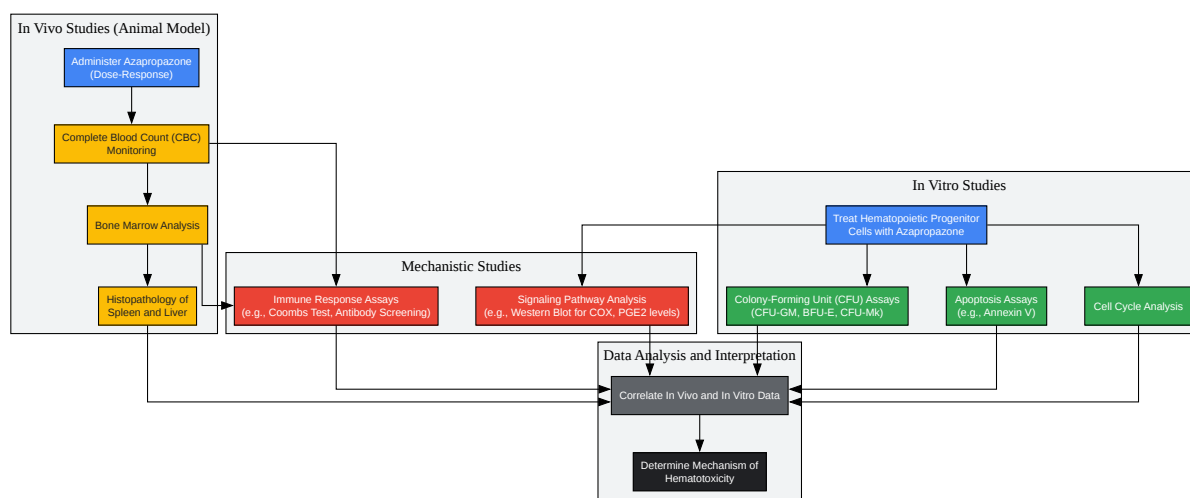 In Vivo Studies (Animal Model)
Administer Azapropazone
(Dose-Response)
Complete Blood Count (CBC)
Monitoring
Bone Marrow Analysis
Histopathology of
Spleen and Liver
Mechanistic Studies
Immune Response Assays
(e.g., Coombs Test, Antibody Screening)
Signaling Pathway Analysis
(e.g., Western Blot for COX, PGE2 levels)
In Vitro Studies
Treat Hematopoietic Progenitor
Cells with Azapropazone
Colony-Forming Unit (CFU) Assays
(CFU-GM, BFU-E, CFU-Mk)
Apoptosis Assays
(e.g., Annexin V)
Cell Cycle Analysis
Data Analysis and Interpretation
Correlate In Vivo and In Vitro Data
Determine Mechanism of
Hematotoxicity